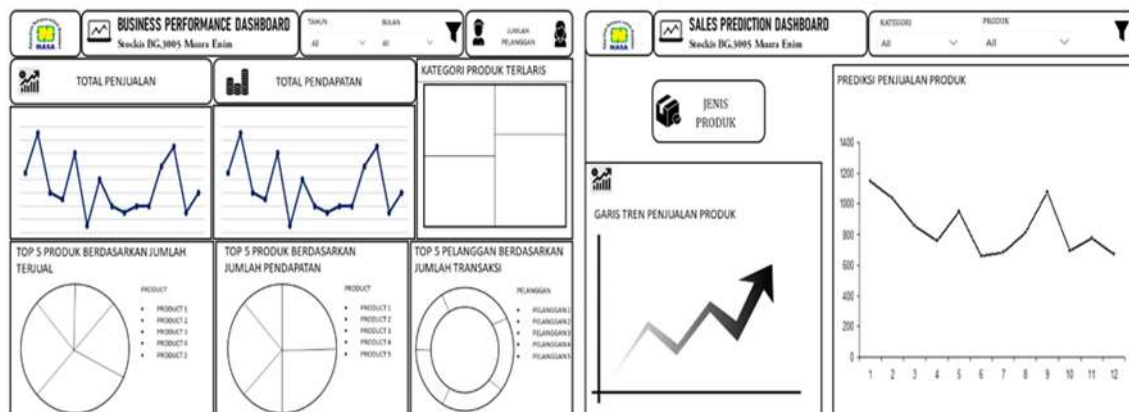 BUSINESS PERFORMANCE DASHBOARD
Stockis BG.3005 Muara Enim
TAHUN
BULAN
All
All
JUMLAH
PELANGGAN
NASA
TOTAL PENJUALAN
TOTAL PENDAPATAN
KATEGORI PRODUK TERLARIS
TOP 5 PRODUK BERDASARKAN JUMLAH
TERJUAL
PRODUCT
PRODUCT 1
PRODUCT 2
PRODUCT 3
PRODUCT 4
TOP 5 PRODUK BERDASARKAN
JUMLAH PENDAPATAN
PRODUCT
PRODUCT 1
PRODUCT 2
PRODUCT 3
PRODUCT 5
TOP 5 PELANGGAN BERDASARKAN
JUMLAH TRANSAKSI
PELANGGAN
PELANGGAN 1
PELANGGAN 2
PELANGGAN 3
PELANGGAN 4
PELANGGAN 5
NASA
SALES PREDICTION DASHBOARD
Stockis BG.3005 Muara Enim
KATEGORI
PRODUK
All
All
JENIS
PRODUK
GARIS TREN PENJUALAN PRODUK
PREDIKSI PENJUALAN PRODUK
1400
1200
1000
800
600
400
200
0
1 2 3 4 5 6 7 8 9 10 11 12